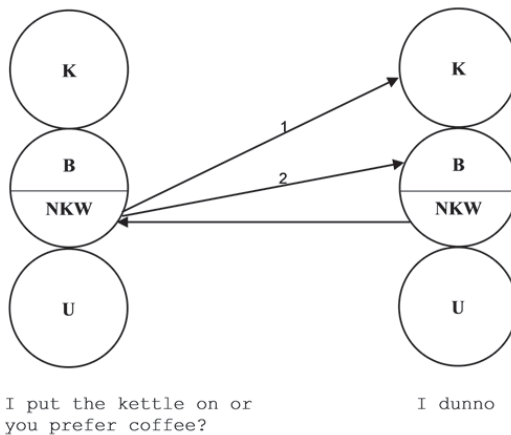 K
K
1
B
B
2
NKW
NKW
U
U
I put the kettle on or
you prefer coffee?
I dunno